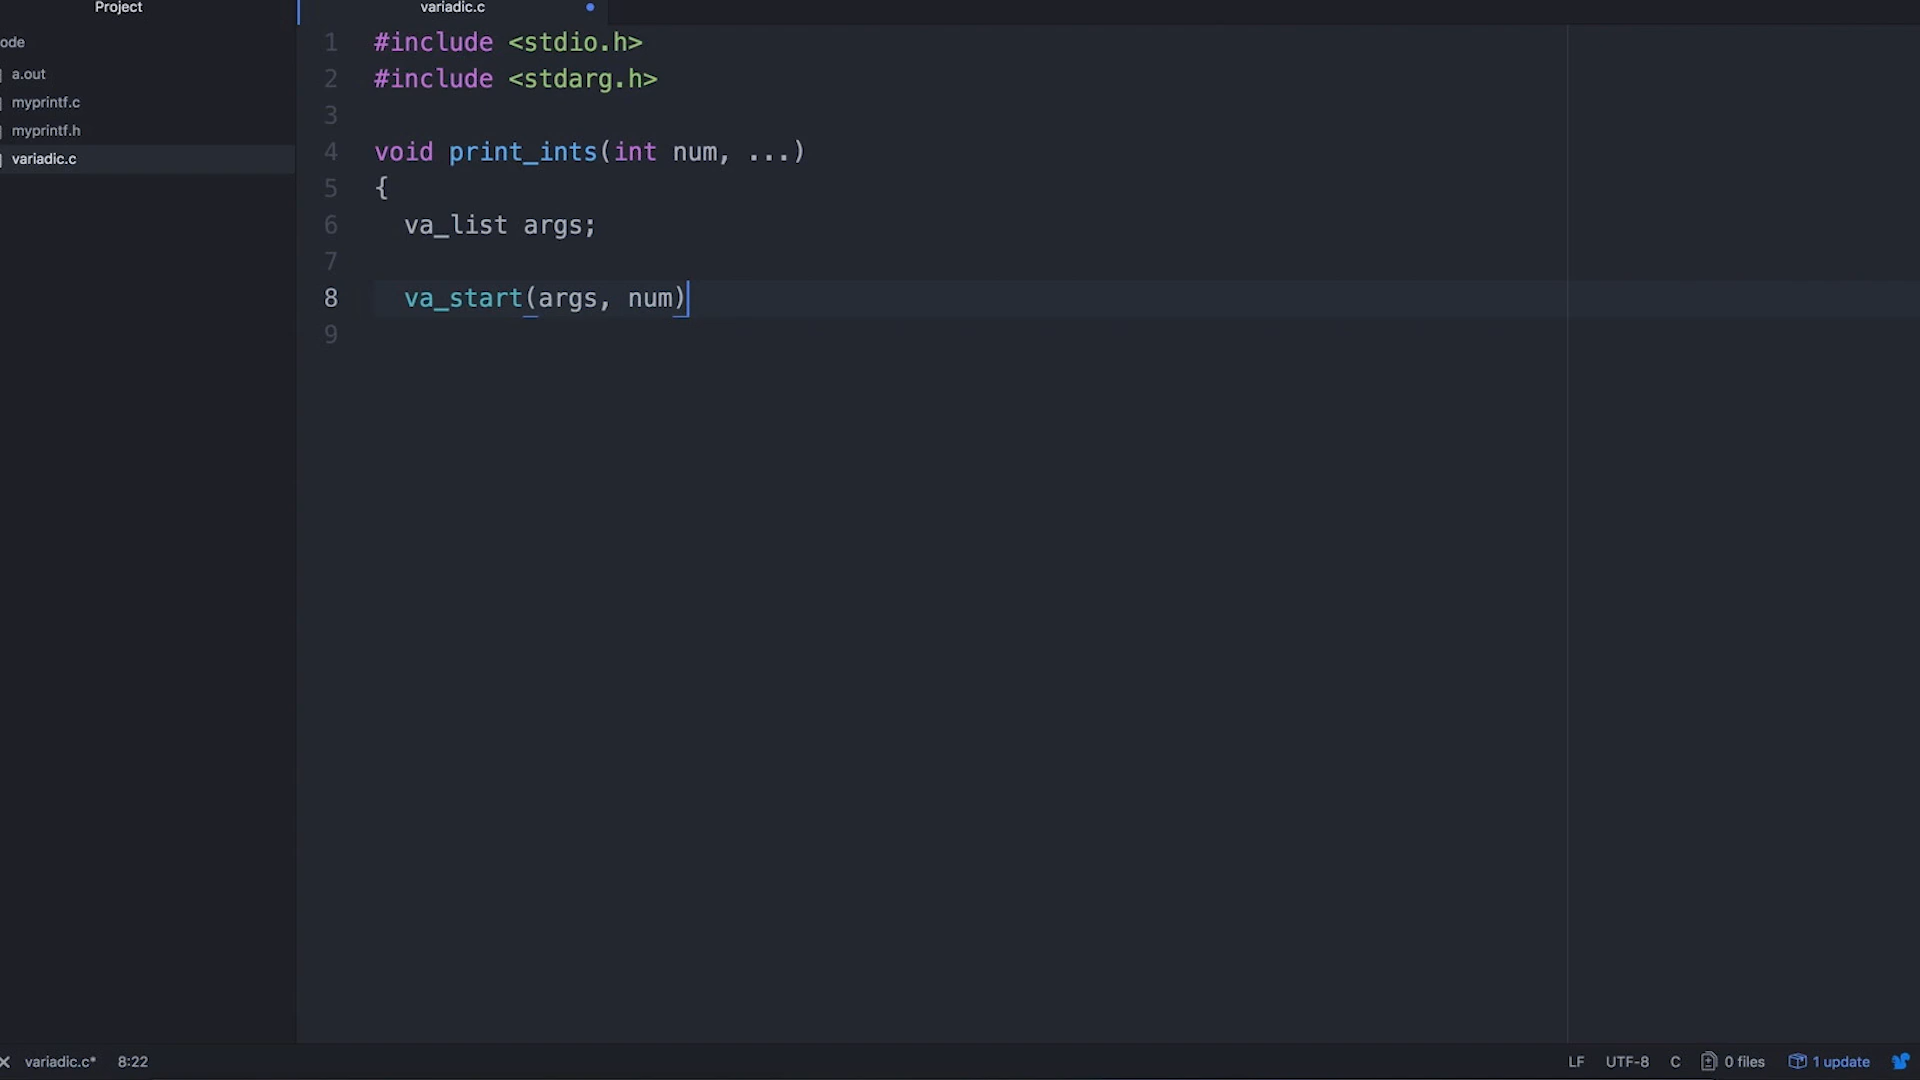 Project
variadic.c
ode
a.out
myprintf.c
myprintf.h
variadic.c
1 #include <stdio.h>
2 #include <stdarg.h>
3
4 void print_ints(int num, ...)
5 {
6 va_list args;
7
8 va_start(args, num)
9
variadic.c* 8:22
LF UTF-8 C 0 files 1 update